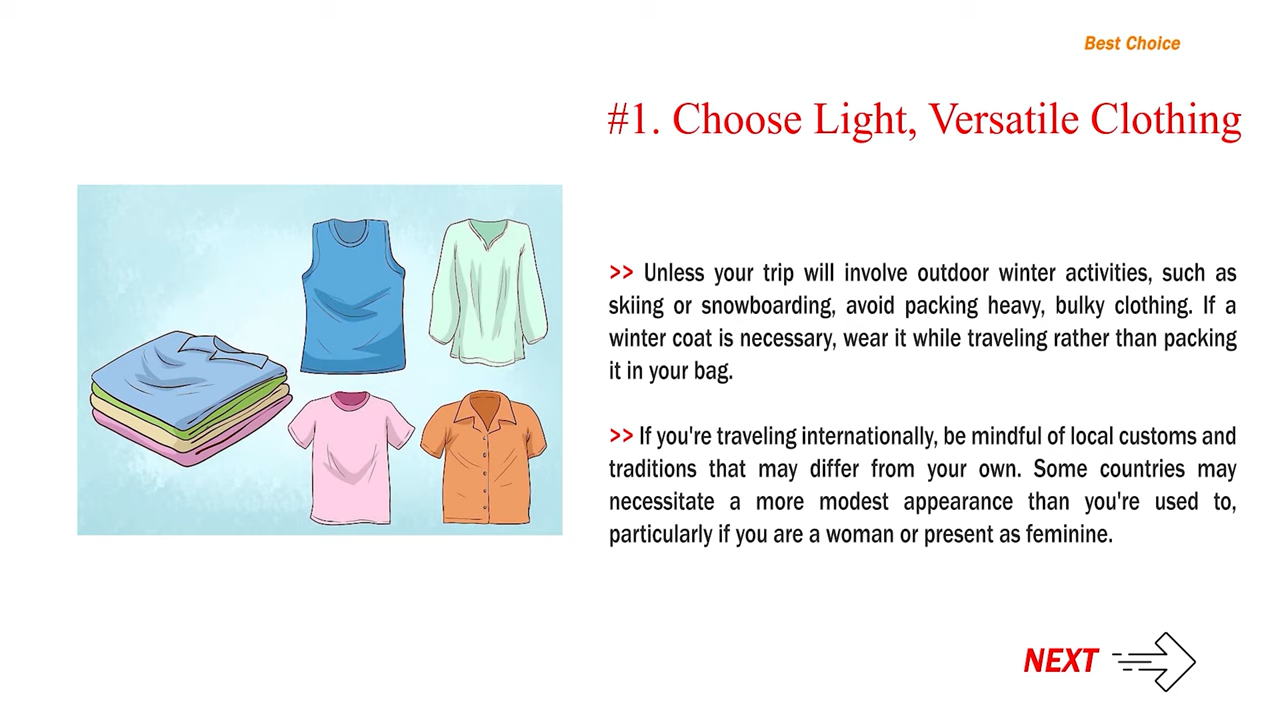 Best Choice
#1. Choose Light, Versatile Clothing
>> Unless your trip will involve outdoor winter activities, such as
skiing or snowboarding, avoid packing heavy, bulky clothing. If a
winter coat is necessary, wear it while traveling rather than packing
it in your bag.
>> If you're traveling internationally, be mindful of local customs and
traditions that may differ from your own. Some countries may
necessitate a more modest appearance than you're used to,
particularly if you are a woman or present as feminine.
NEXT